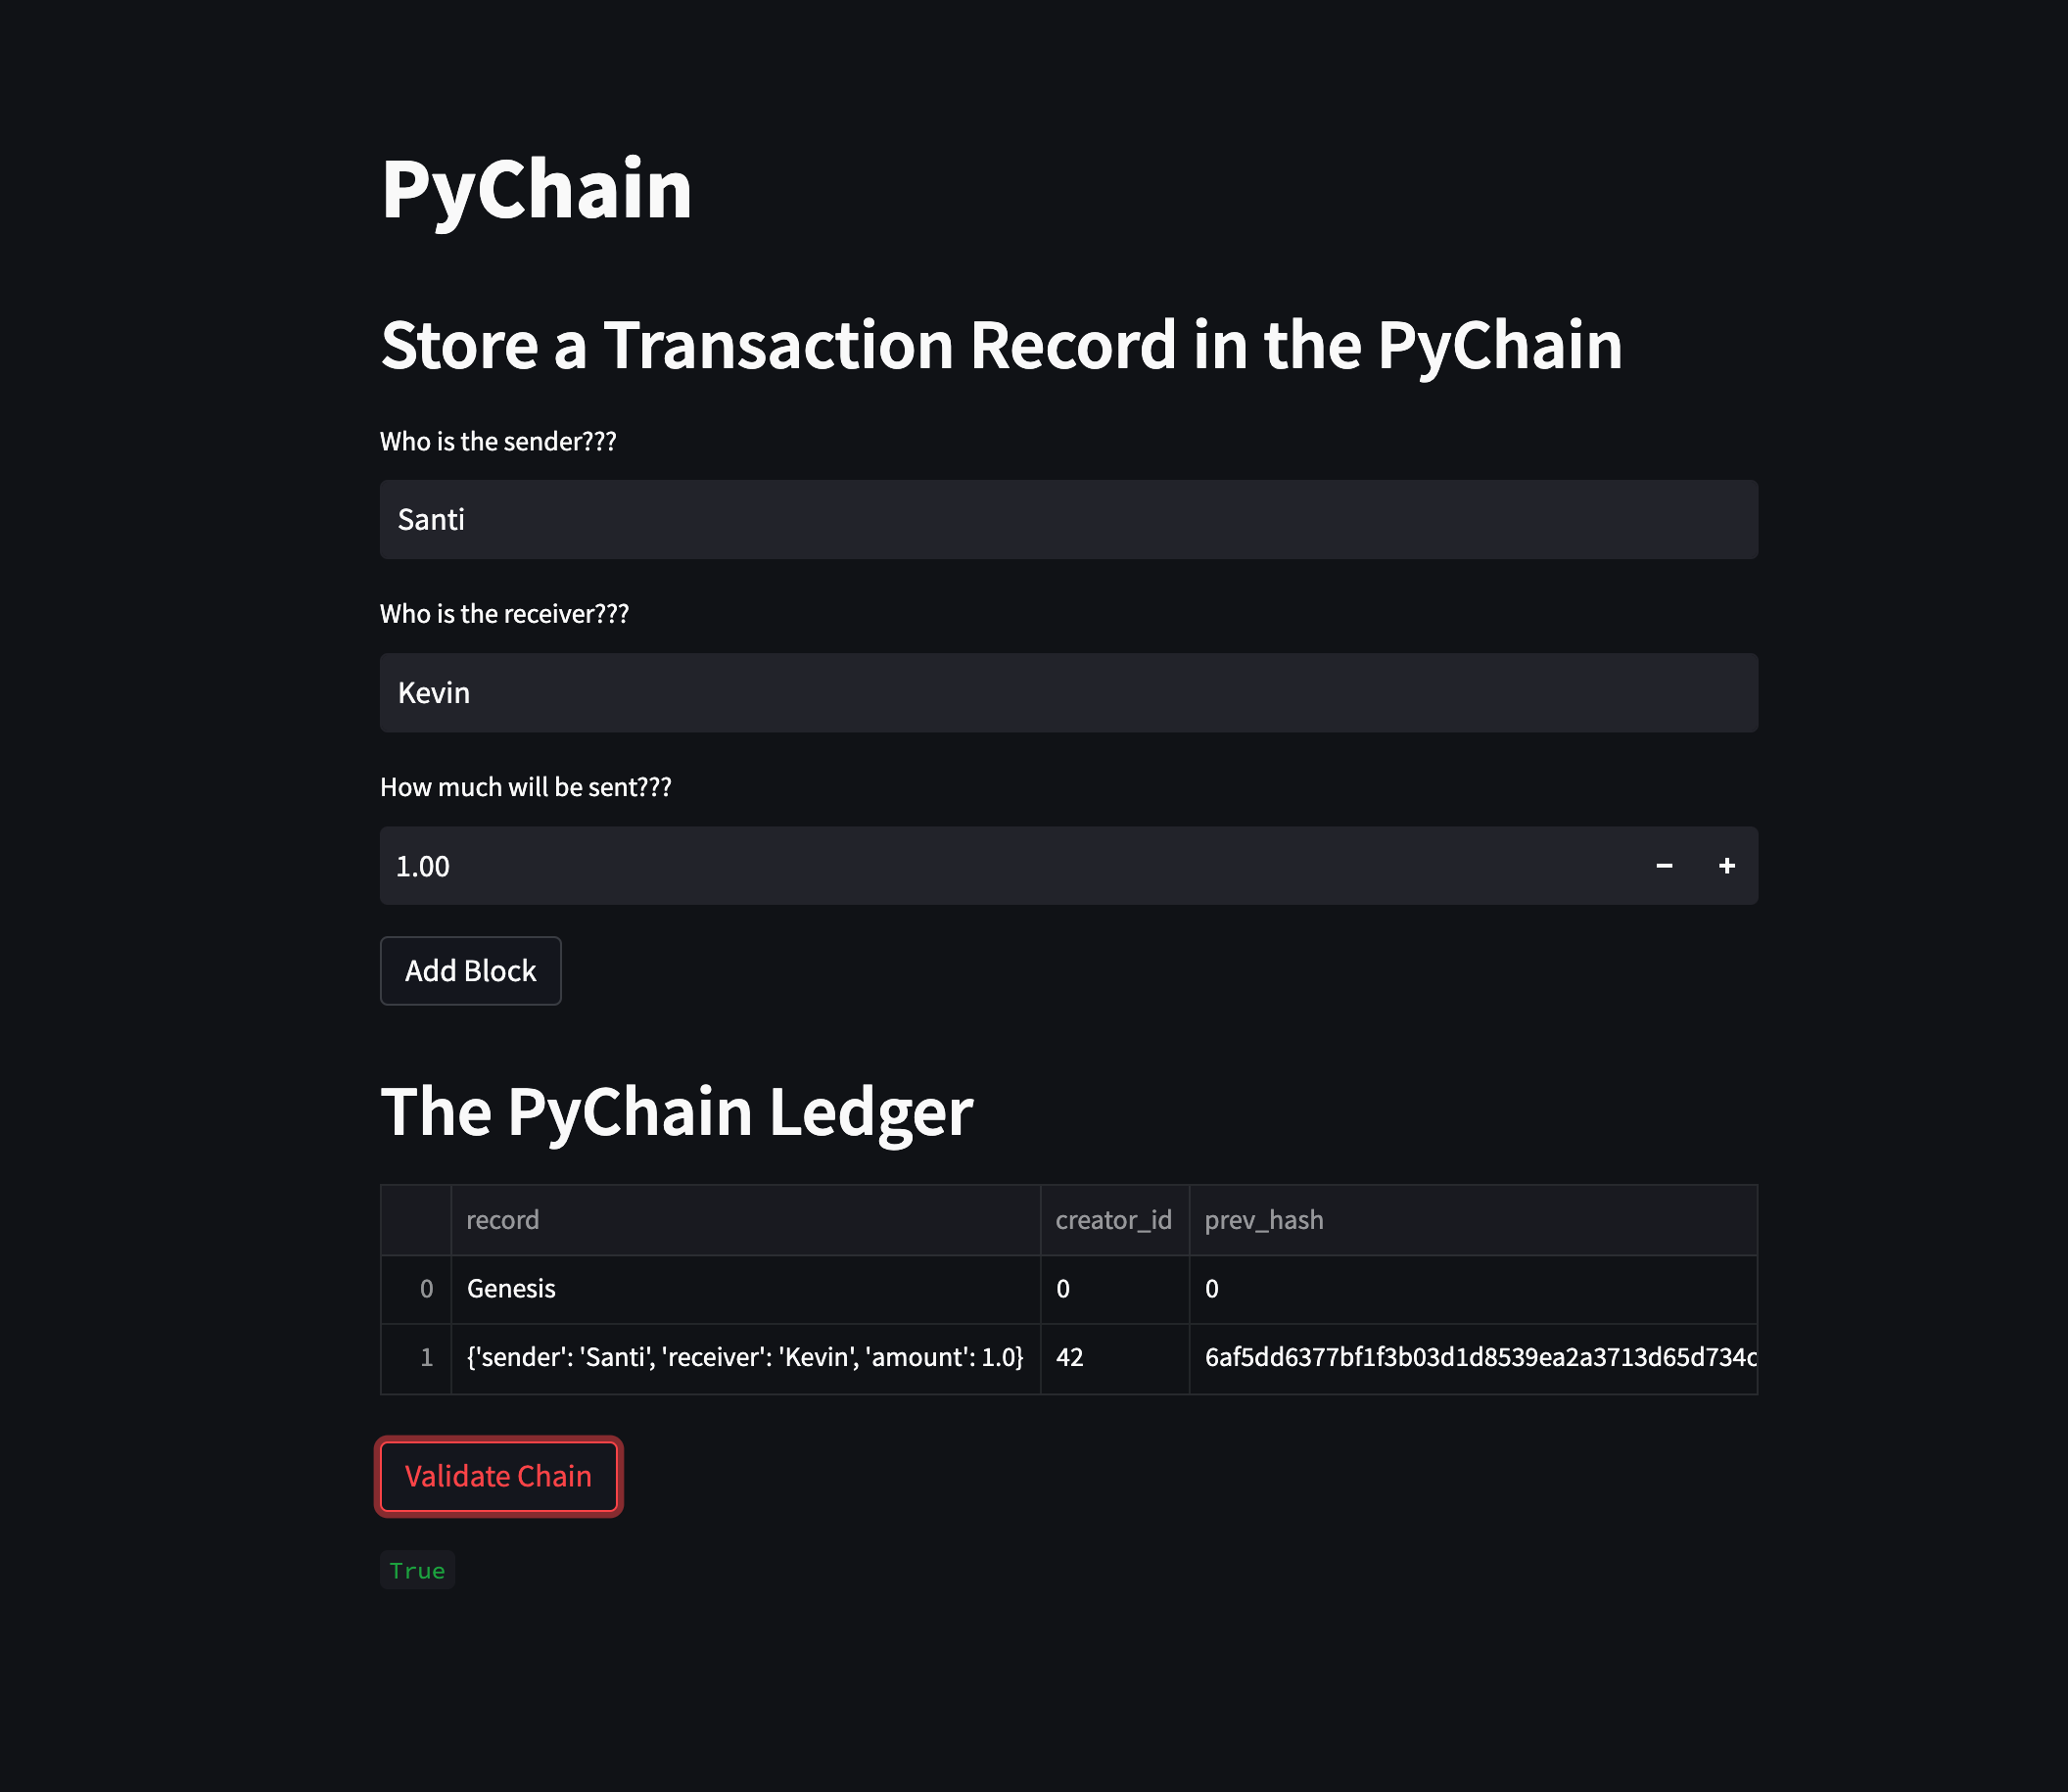 PyChain
Store a Transaction Record in the PyChain
Who is the sender???
Santi
Who is the receiver???
Kevin
How much will be sent???
1.00 − +
Add Block
The PyChain Ledger
record creator_id prev_hash
0 Genesis 0 0
1 {'sender': 'Santi', 'receiver': 'Kevin', 'amount': 1.0} 42 6af5dd6377bf1f3b03d1d8539ea2a3713d65d734c
Validate Chain
True